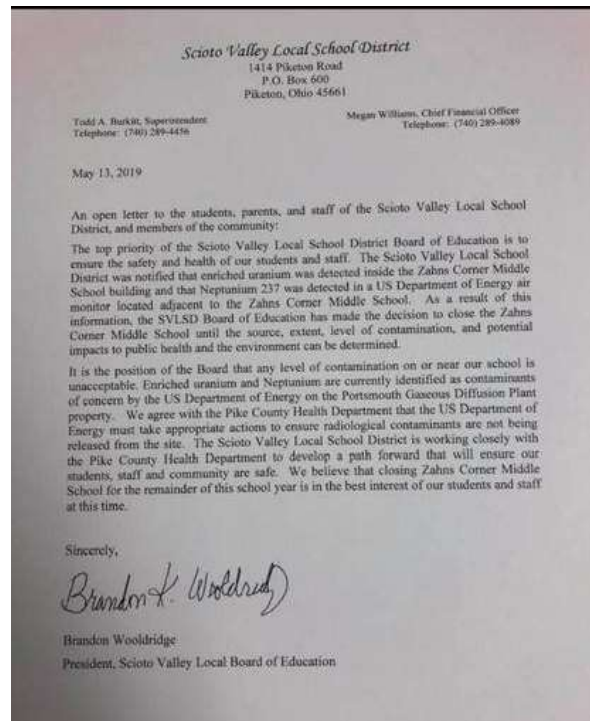 Scioto Valley Local School District
1414 Piketon Road
P.O. Box 600
Piketon, Ohio 45661
Todd A. Burkitt, Superintendent
Telephone: (740) 289-4456
Megan Williams, Chief Financial Officer
Telephone: (740) 289-4089
May 13, 2019
An open letter to the students, parents, and staff of the Scioto Valley Local School
District, and members of the community:
The top priority of the Scioto Valley Local School District Board of Education is to
ensure the safety and health of our students and staff. The Scioto Valley Local School
District was notified that enriched uranium was detected inside the Zahns Corner Middle
School building and that Neptunium 237 was detected in a US Department of Energy air
monitor located adjacent to the Zahns Corner Middle School. As a result of this
information, the SVLSD Board of Education has made the decision to close the Zahns
Corner Middle School until the source, extent, level of contamination, and potential
impacts to public health and the environment can be determined.
It is the position of the Board that any level of contamination on or near our school is
unacceptable. Enriched uranium and Neptunium are currently identified as contaminants
of concern by the US Department of Energy on the Portsmouth Gaseous Diffusion Plant
property. We agree with the Pike County Health Department that the US Department of
Energy must take appropriate actions to ensure radiological contaminants are not being
released from the site. The Scioto Valley Local School District is working closely with
the Pike County Health Department to develop a path forward that will ensure our
students, staff and community are safe. We believe that closing Zahns Corner Middle
School for the remainder of this school year is in the best interest of our students and staff
at this time.
Sincerely,
Brandon K. Wooldridge
Brandon Wooldridge
President, Scioto Valley Local Board of Education